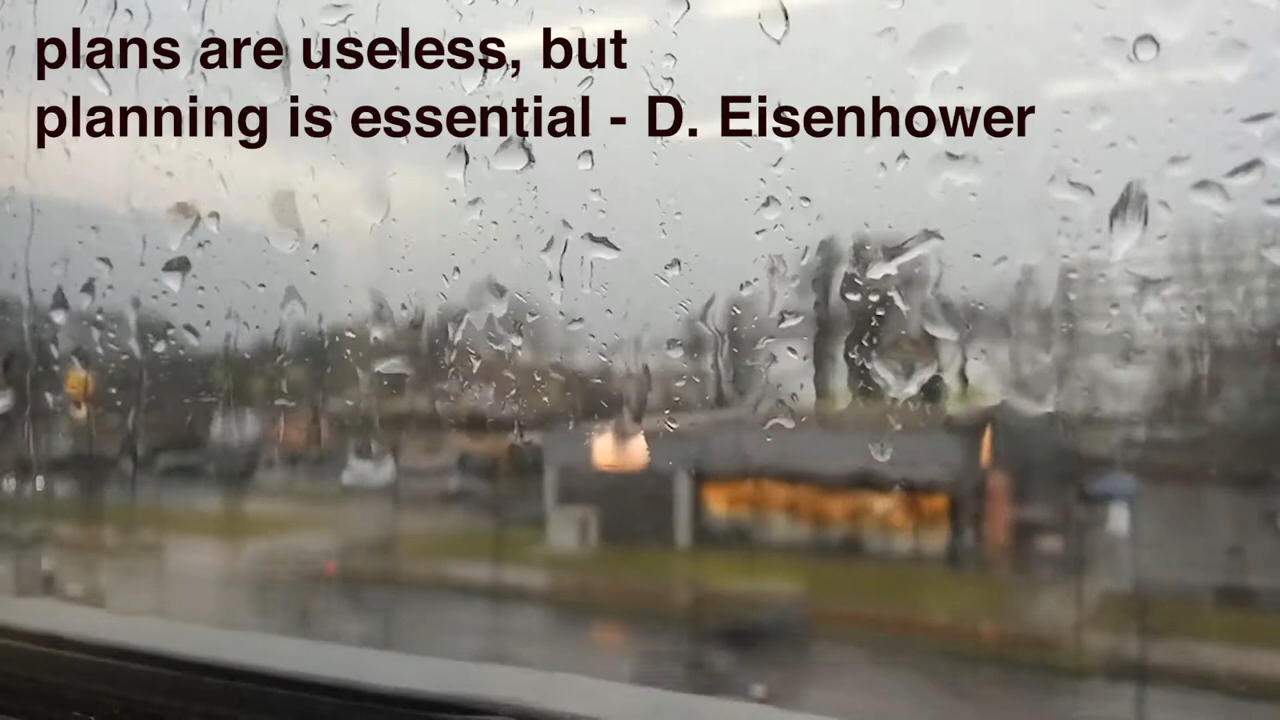 plans are useless, but
planning is essential - D. Eisenhower